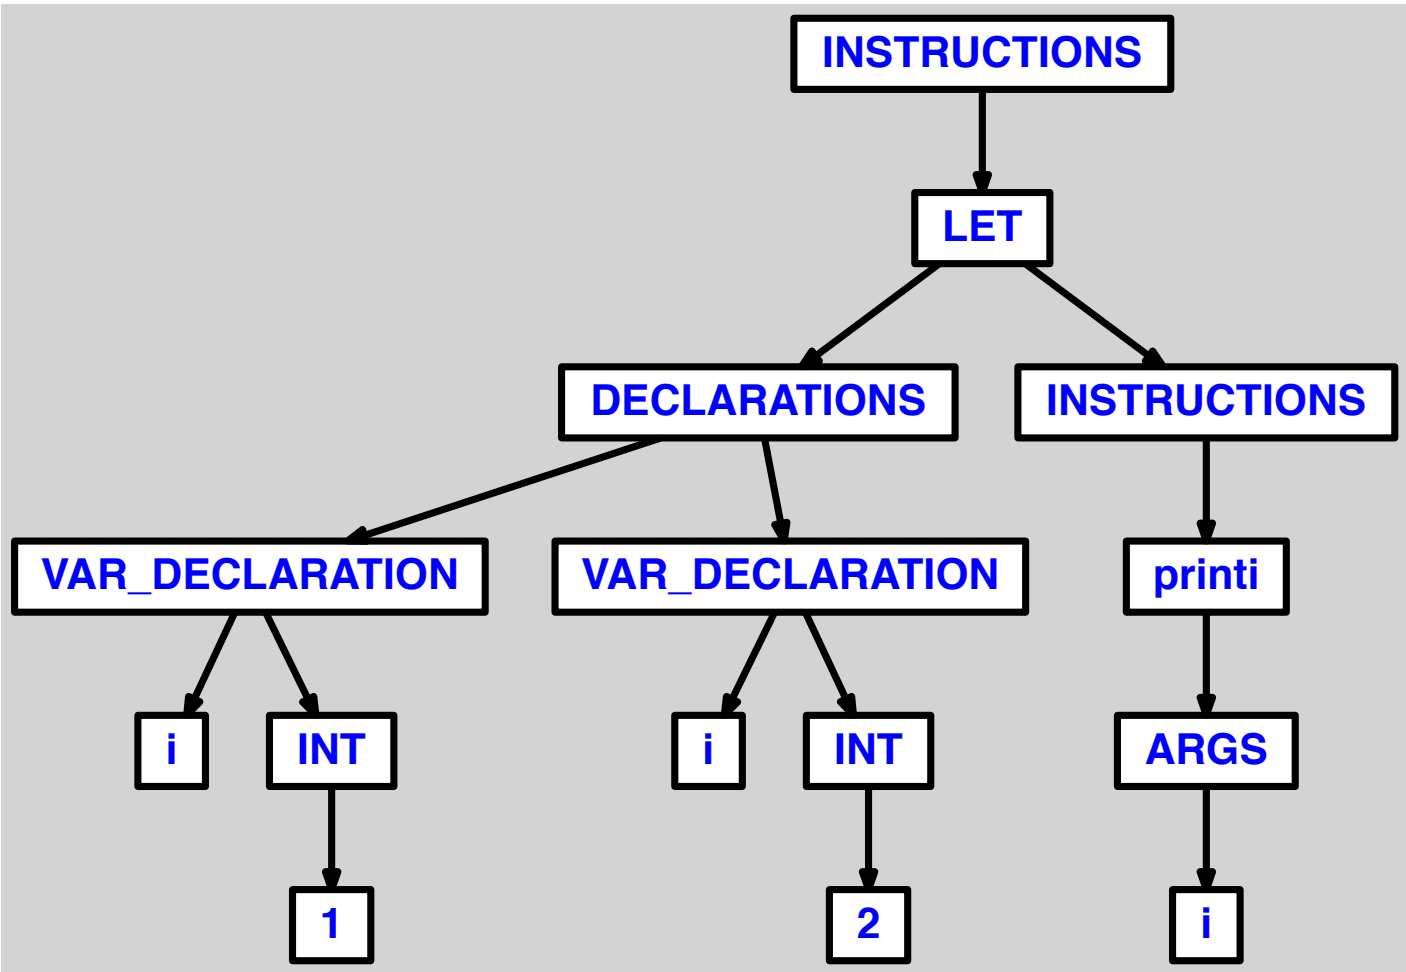 INSTRUCTIONS
LET
DECLARATIONS INSTRUCTIONS
VAR_DECLARATION VAR_DECLARATION printi
i INT i INT ARGS
1 2 i